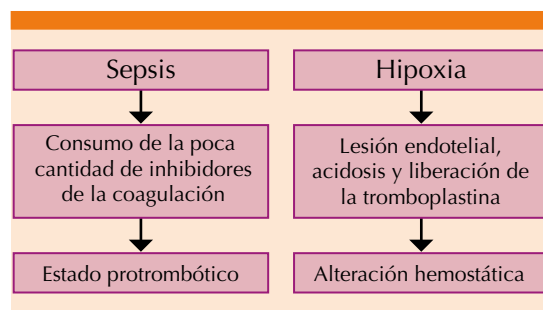 Sepsis
Consumo de la poca
cantidad de inhibidores
de la coagulación
Estado protrombótico
Hipoxia
Lesión endotelial,
acidosis y liberación de
la tromboplastina
Alteración hemostática